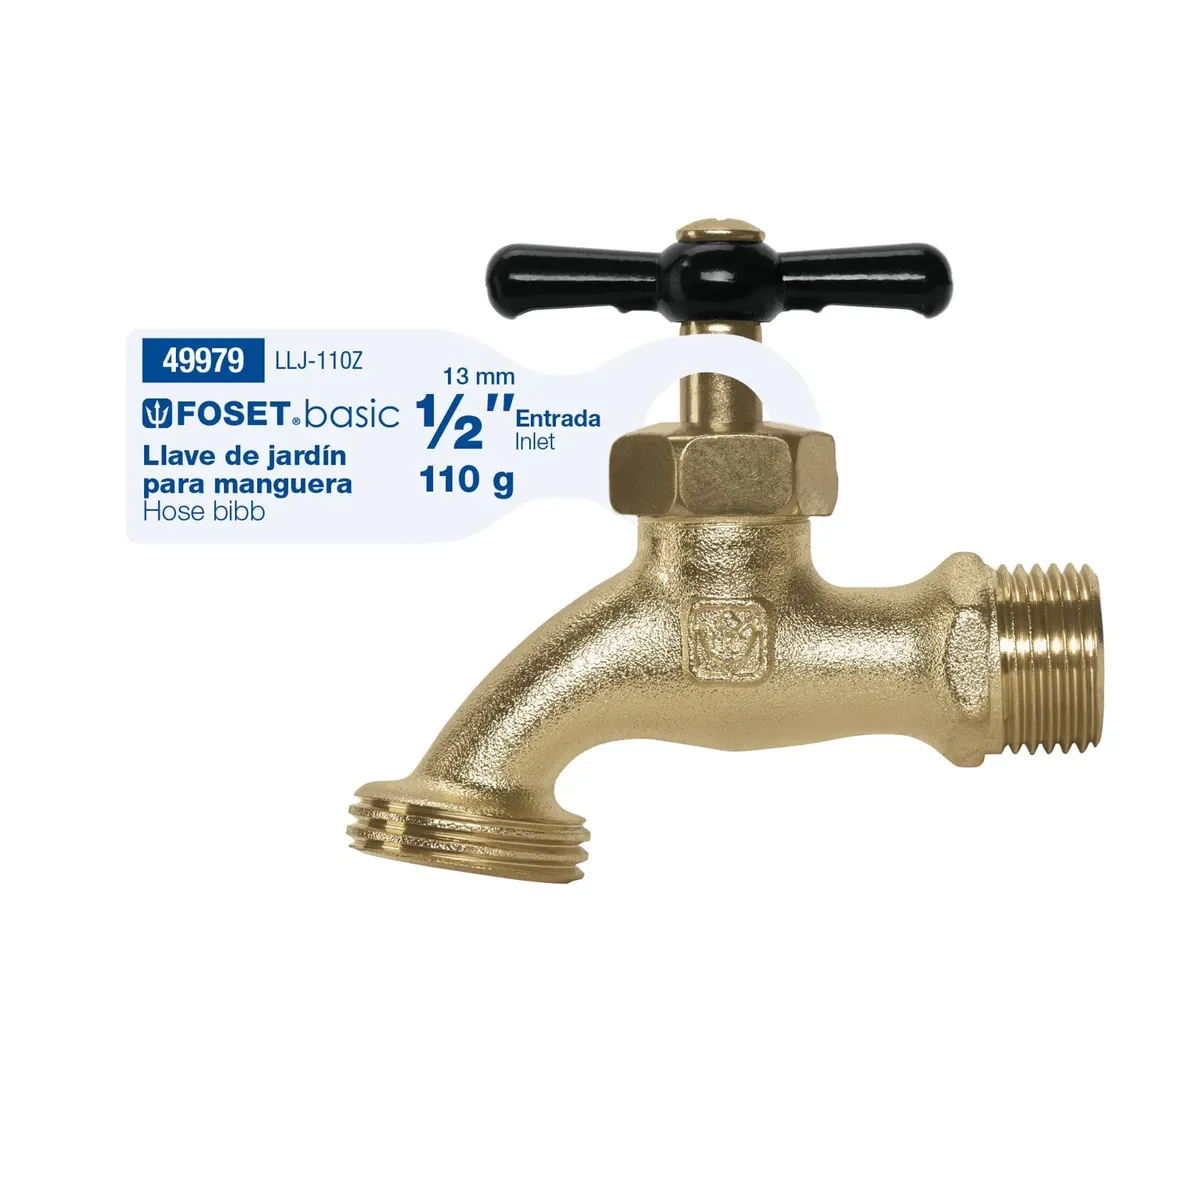 49979 LLJ-110Z
FOSET® basic
Llave de jardín
para manguera
Hose bibb
13 mm
1/2" Entrada
Inlet
110 g